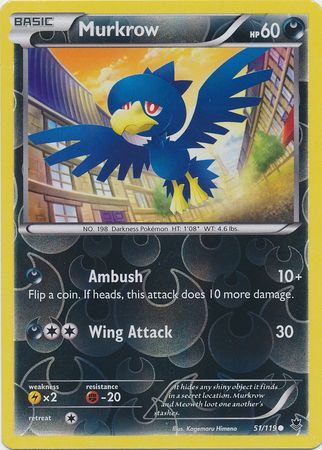 BASIC
Murkrow
HP60
NO. 198 Darkness Pokémon HT: 1'08" WT: 4.6 lbs.
Ambush 10+
Flip a coin. If heads, this attack does 10 more damage.
Wing Attack 30
weakness resistance
×2 -20
retreat
It hides any shiny object it finds
in a secret location. Murkrow
and Meowth loot one another's
stashes.
Illus. Kagemaru Himeno 51/119